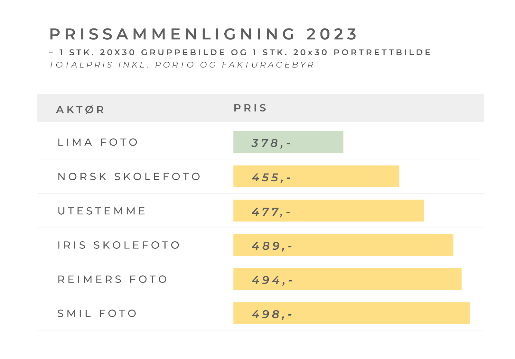 PRISSAMMENLIGNING 2023
– 1 STK. 20X30 GRUPPEBILDE OG 1 STK. 20x30 PORTRETTBILDE
TOTALPRIS INKL. PORTO OG FAKTURAGEBYR
AKTØR PRIS
LIMA FOTO 378,-
NORSK SKOLEFOTO 455,-
UTESTEMME 477,-
IRIS SKOLEFOTO 489,-
REIMERS FOTO 494,-
SMIL FOTO 498,-